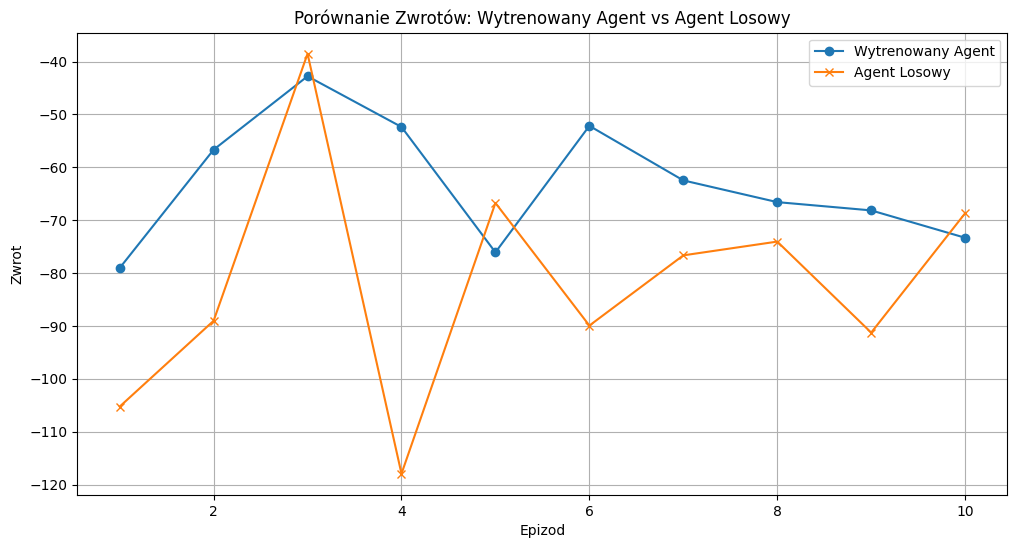 Porównanie Zwrotów: Wytrenowany Agent vs Agent Losowy
Wytrenowany Agent
Agent Losowy
Zwrot
−40
−50
−60
−70
−80
−90
−100
−110
−120
2 4 6 8 10
Epizod